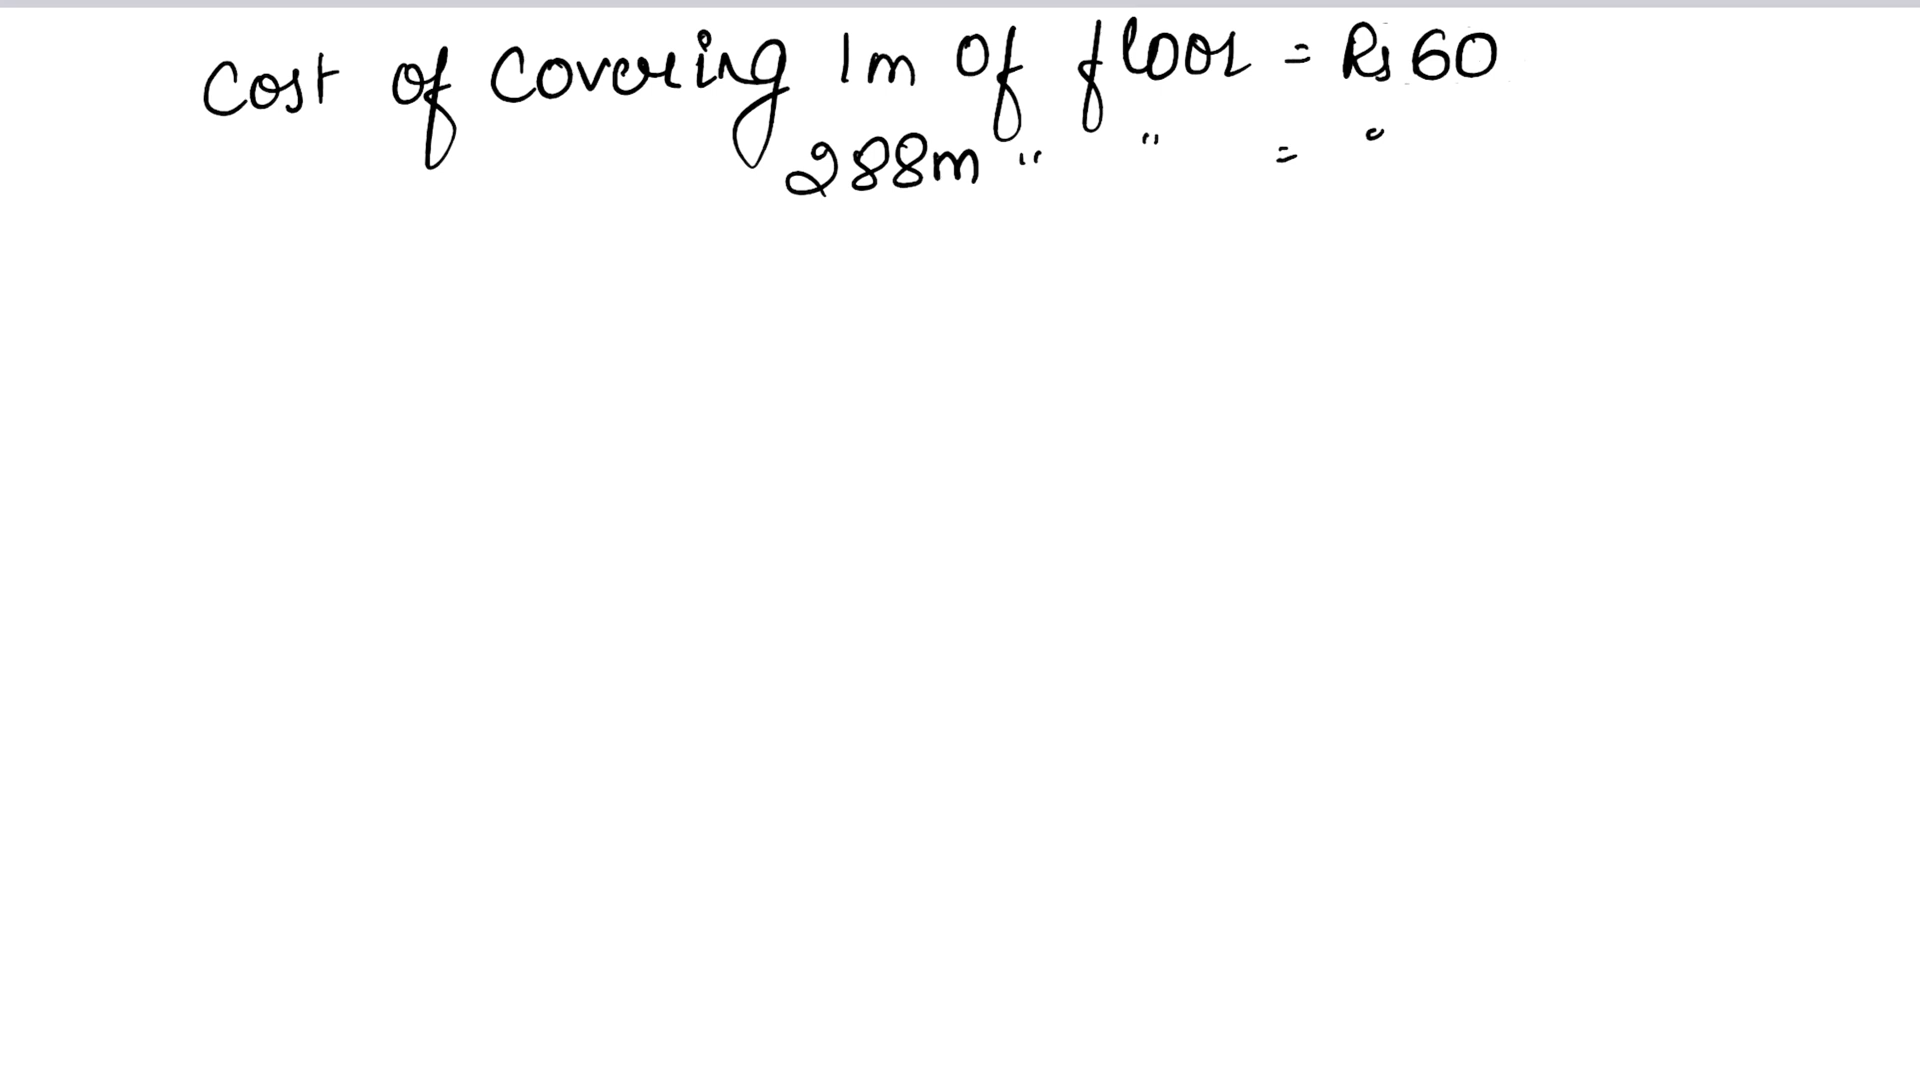 Cost of covering 1m of floor = Rs 60
288m " " = "